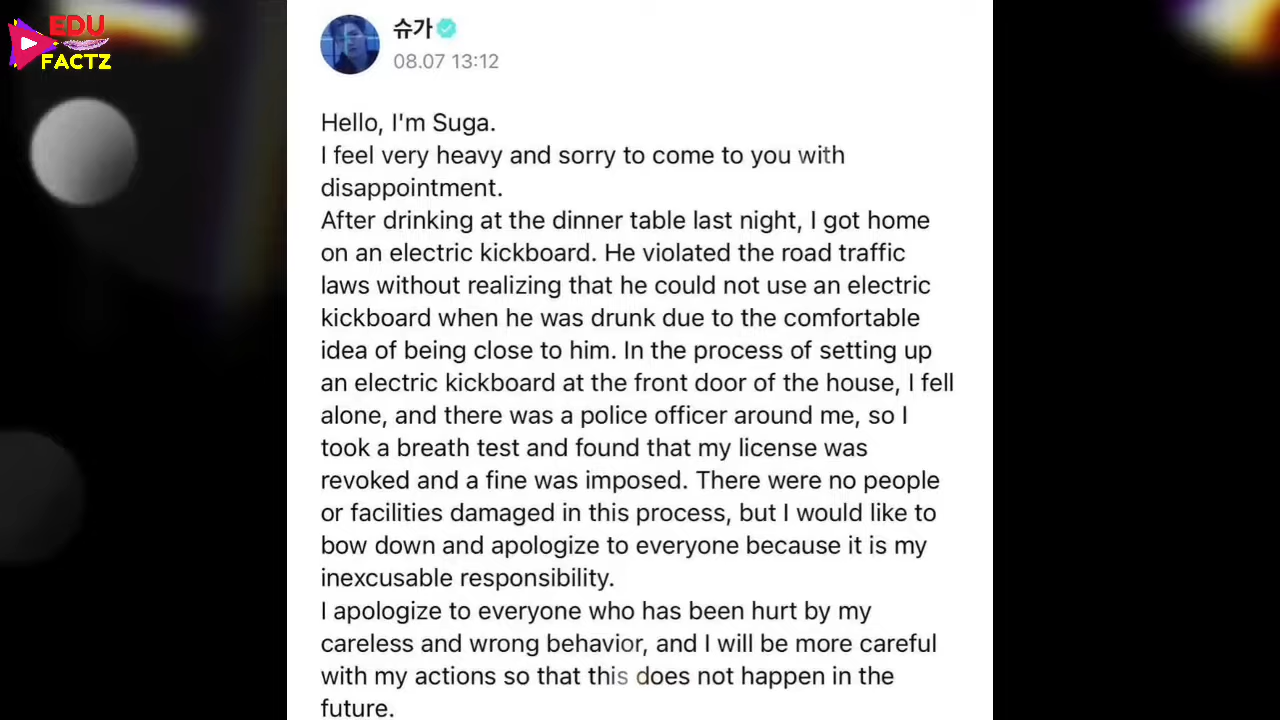 EDU
FACTZ
슈가
08.07 13:12
Hello, I'm Suga.
I feel very heavy and sorry to come to you with
disappointment.
After drinking at the dinner table last night, I got home
on an electric kickboard. He violated the road traffic
laws without realizing that he could not use an electric
kickboard when he was drunk due to the comfortable
idea of being close to him. In the process of setting up
an electric kickboard at the front door of the house, I fell
alone, and there was a police officer around me, so I
took a breath test and found that my license was
revoked and a fine was imposed. There were no people
or facilities damaged in this process, but I would like to
bow down and apologize to everyone because it is my
inexcusable responsibility.
I apologize to everyone who has been hurt by my
careless and wrong behavior, and I will be more careful
with my actions so that this does not happen in the
future.